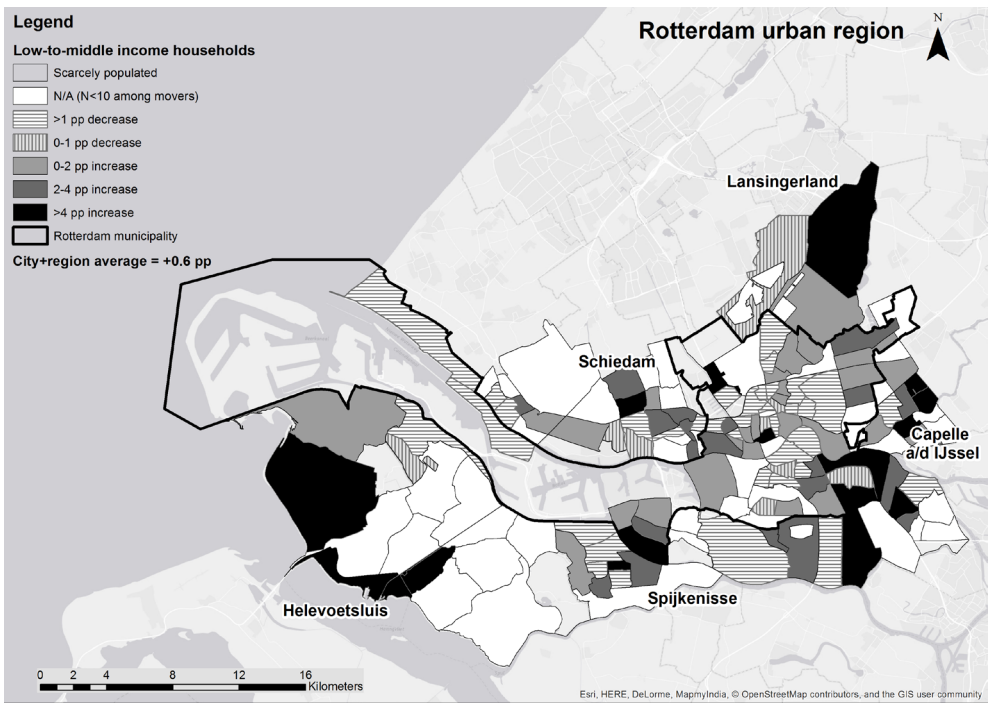 Legend
Low-to-middle income households
Scarcely populated
N/A (N<10 among movers)
>1 pp decrease
0-1 pp decrease
0-2 pp increase
2-4 pp increase
>4 pp increase
Rotterdam municipality
City+region average = +0.6 pp
Rotterdam urban region
N
Lansingerland
Schiedam
Capelle
a/d IJssel
Spijkenisse
Helevoetsluis
0 2 4 8 12 16
Kilometers
Esri, HERE, DeLorme, MapmyIndia, © OpenStreetMap contributors, and the GIS user community